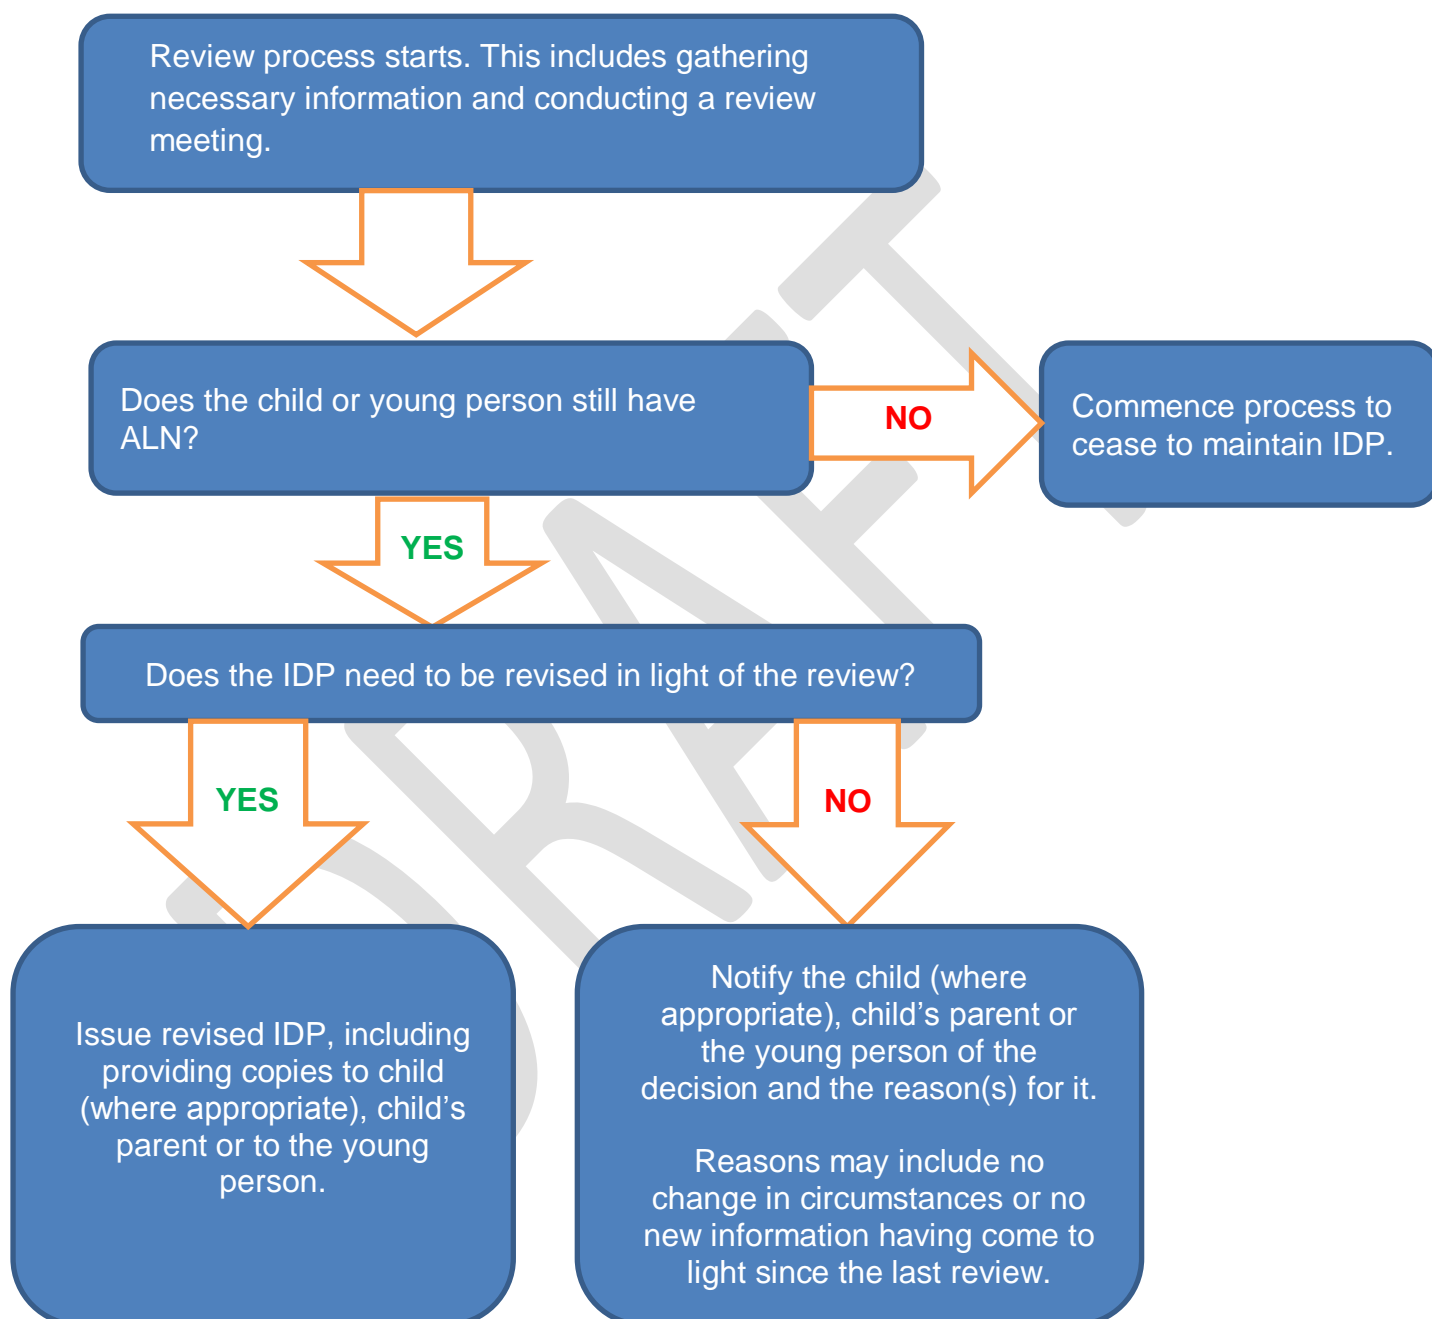 Review process starts. This includes gathering
necessary information and conducting a review
meeting.
Does the child or young person still have
ALN?
NO
Commence process to
cease to maintain IDP.
YES
Does the IDP need to be revised in light of the review?
YES
NO
Issue revised IDP, including
providing copies to child
(where appropriate), child’s
parent or to the young
person.
Notify the child (where
appropriate), child’s parent or
the young person of the
decision and the reason(s) for it.
Reasons may include no
change in circumstances or no
new information having come to
light since the last review.
DRAFT